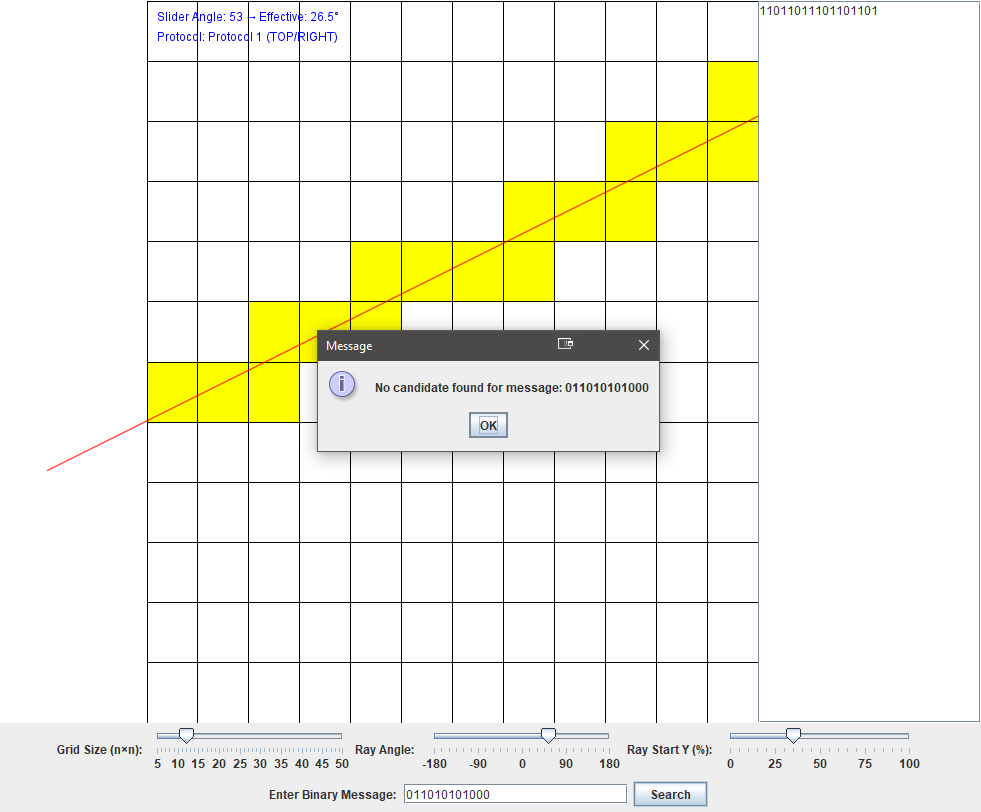 Slider Angle: 53 → Effective: 26.5°
Protocol: Protocol 1 (TOP/RIGHT)
11011011101101101
Message
No candidate found for message: 011010101000
OK
Grid Size (n×n):
5 10 15 20 25 30 35 40 45 50
Ray Angle:
-180 -90 0 90 180
Ray Start Y (%):
0 25 50 75 100
Enter Binary Message: 011010101000 Search